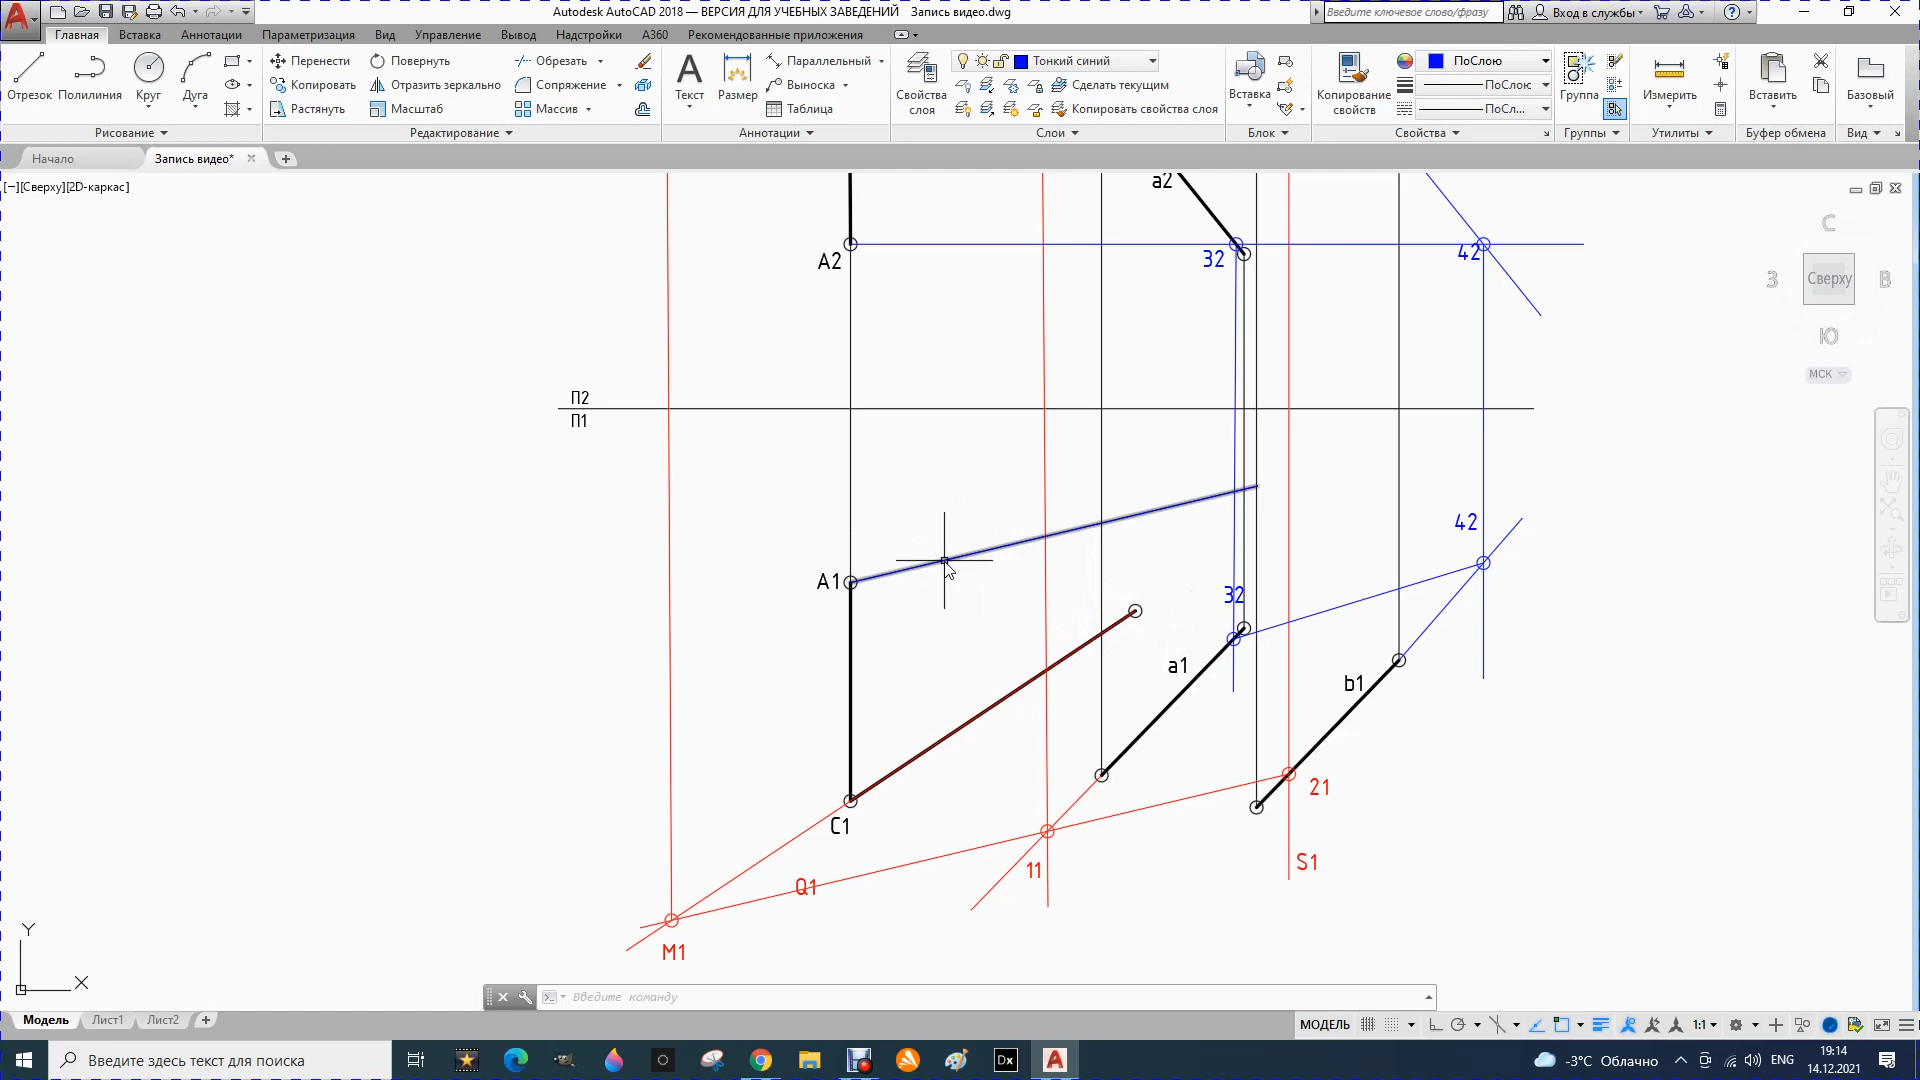 Autodesk AutoCAD 2018 — ВЕРСИЯ ДЛЯ УЧЕБНЫХ ЗАВЕДЕНИЙ Запись видео.dwg
Введите ключевое слово/фразу
Вход в службы
Главная Вставка Аннотации Параметризация Вид Управление Вывод Надстройки A360 Рекомендованные приложения
Отрезок Полилиния Круг Дуга
Рисование
Перенести Повернуть Обрезать
Копировать Отразить зеркально Сопряжение
Растянуть Масштаб Массив
Редактирование
Текст Размер
Параллельный
Выноска
Таблица
Аннотации
Свойства слоя
Тонкий синий
Сделать текущим
Копировать свойства слоя
Слои
Вставка
Блок
Копирование свойств
ПоСлою
ПоСлою
ПоСл...
Свойства
Группа
Группы
Измерить
Утилиты
Вставить
Буфер обмена
Базовый
Вид
Начало Запись видео*
[−][Сверху][2D-каркас]
С
З Сверху В
Ю
МСК
a2
A2
32
42
П2
П1
42
A1
32
a1
b1
C1
21
11
S1
Q1
M1
Y
X
Введите команду
Модель Лист1 Лист2
МОДЕЛЬ
1:1
Введите здесь текст для поиска
Dx
-3°C Облачно
ENG
19:14
14.12.2021